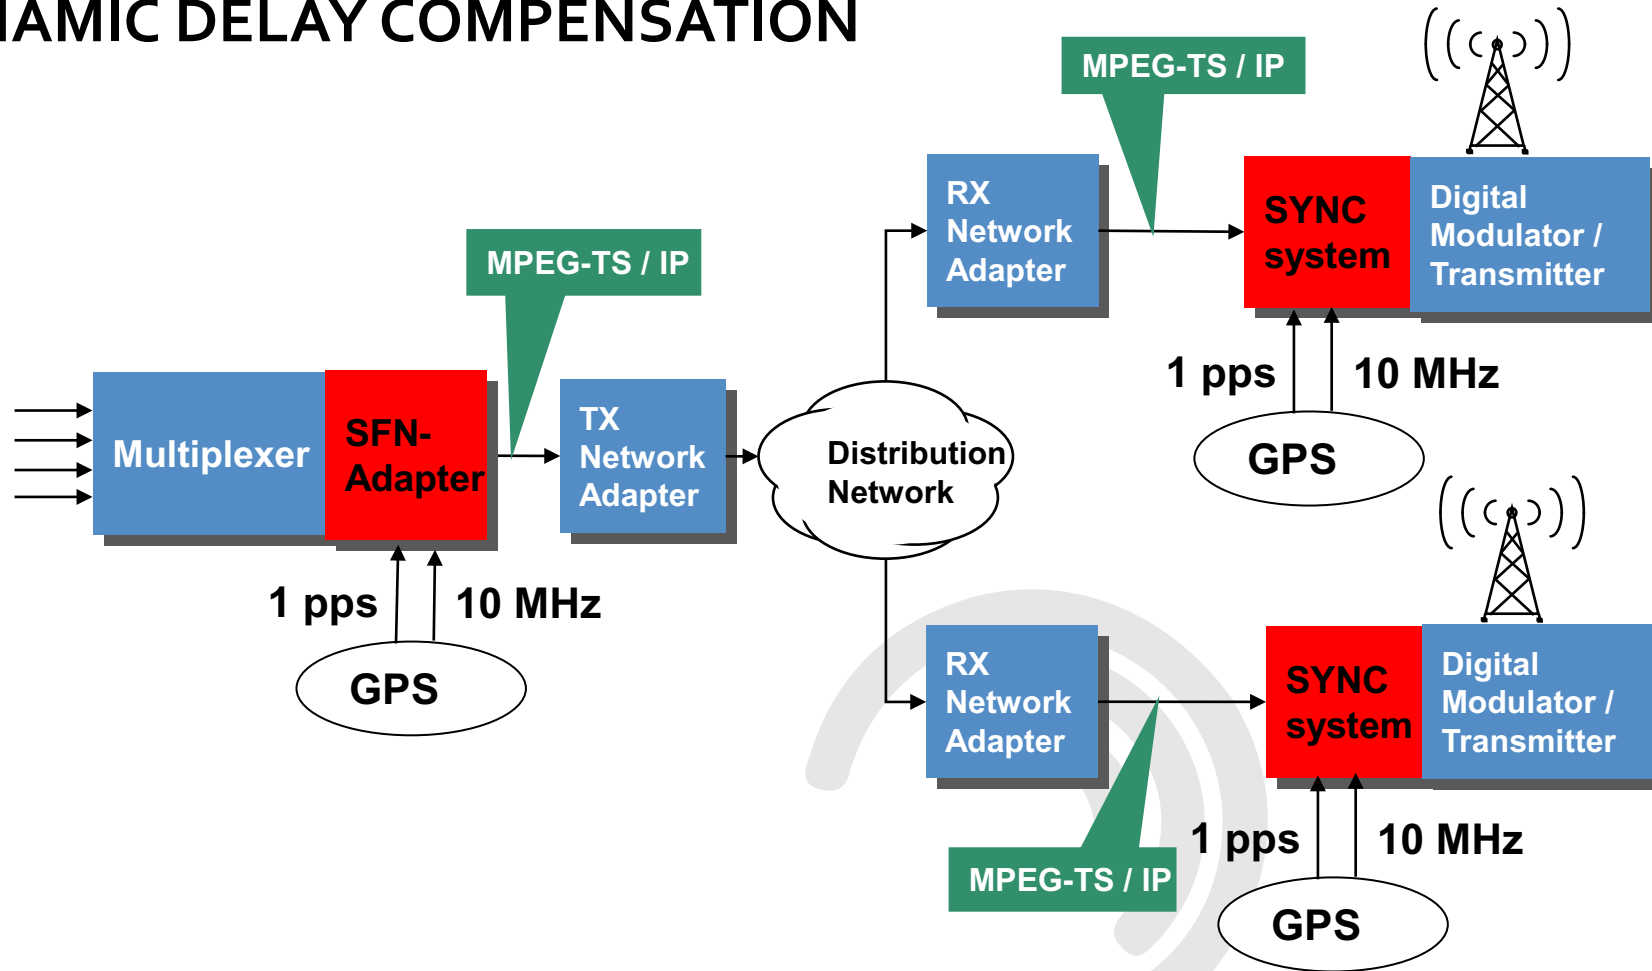 NAMIC DELAY COMPENSATION
MPEG-TS / IP
RX
Network
Adapter
SYNC
system
Digital
Modulator /
Transmitter
MPEG-TS / IP
1 pps
10 MHz
GPS
Multiplexer
SFN-
Adapter
TX
Network
Adapter
Distribution
Network
1 pps
10 MHz
GPS
RX
Network
Adapter
SYNC
system
Digital
Modulator /
Transmitter
MPEG-TS / IP
1 pps
10 MHz
GPS